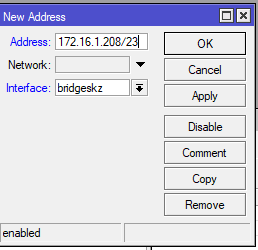 New Address
Address: 172.16.1.208/23
OK
Network:
Cancel
Interface: bridgeskz
Apply
Disable
Comment
Copy
Remove
enabled